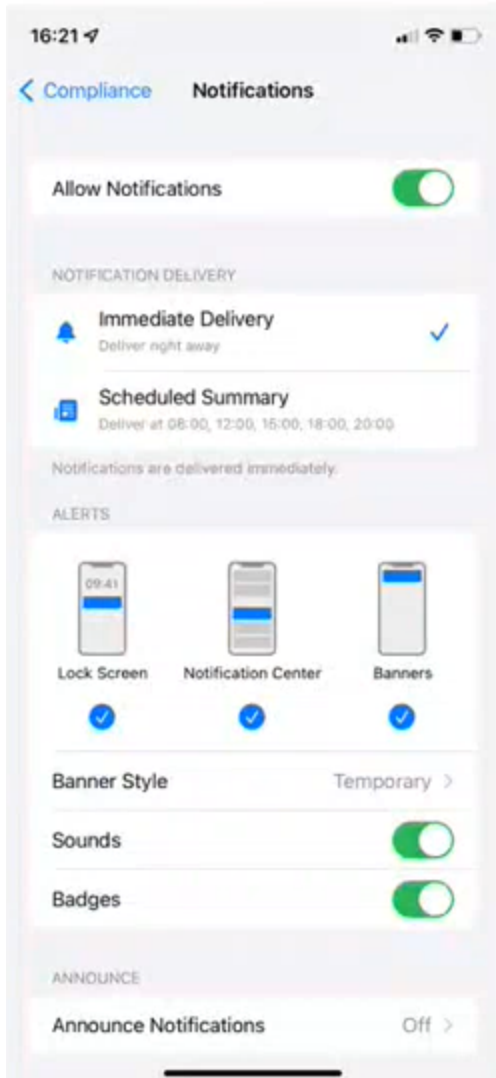 16:21
Compliance Notifications
Allow Notifications
NOTIFICATION DELIVERY
Immediate Delivery
Deliver right away
Scheduled Summary
Deliver at 08:00, 12:00, 15:00, 18:00, 20:00
Notifications are delivered immediately.
ALERTS
09:41
Lock Screen Notification Center Banners
Banner Style Temporary
Sounds
Badges
ANNOUNCE
Announce Notifications Off